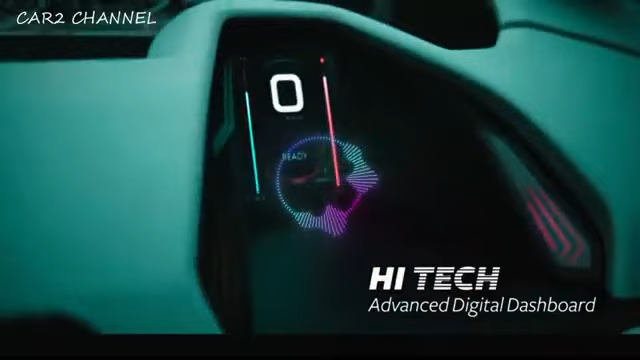 CAR2 CHANNEL
0
READY
HI TECH
Advanced Digital Dashboard